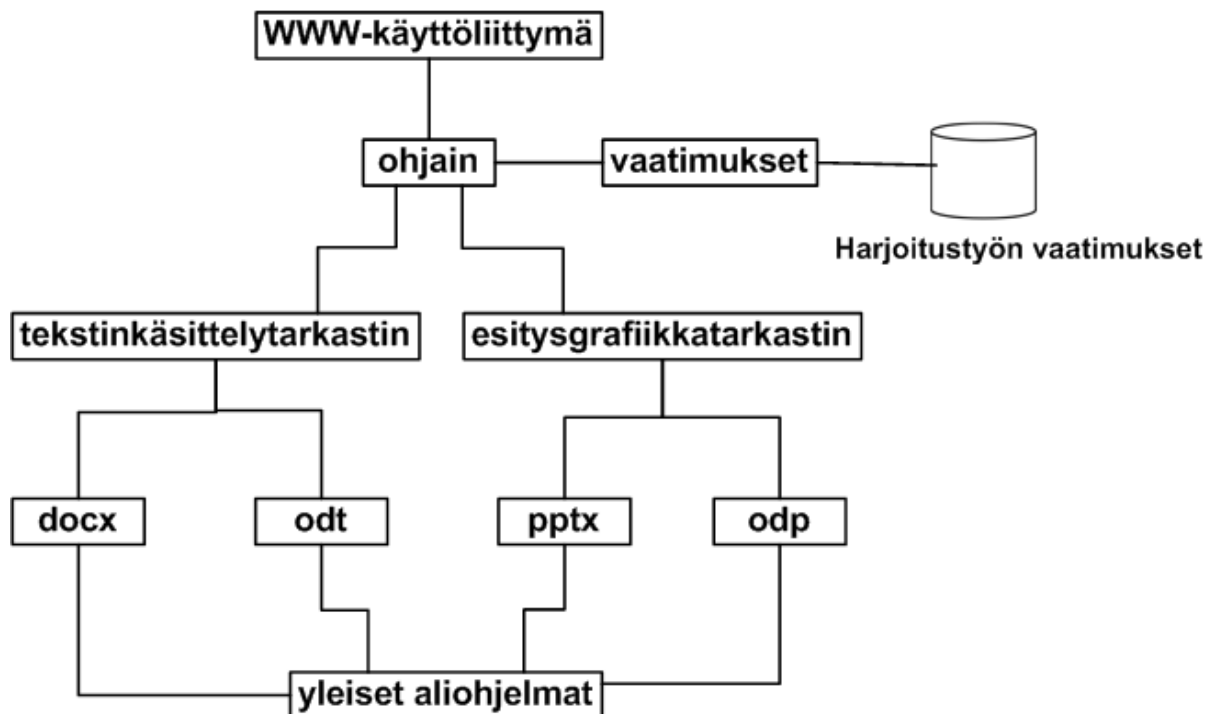 WWW-käyttöliittymä
ohjain
vaatimukset
Harjoitustyön vaatimukset
tekstinkäsittelytarkastin
esitysgrafiikkatarkastin
docx
odt
pptx
odp
yleiset aliohjelmat